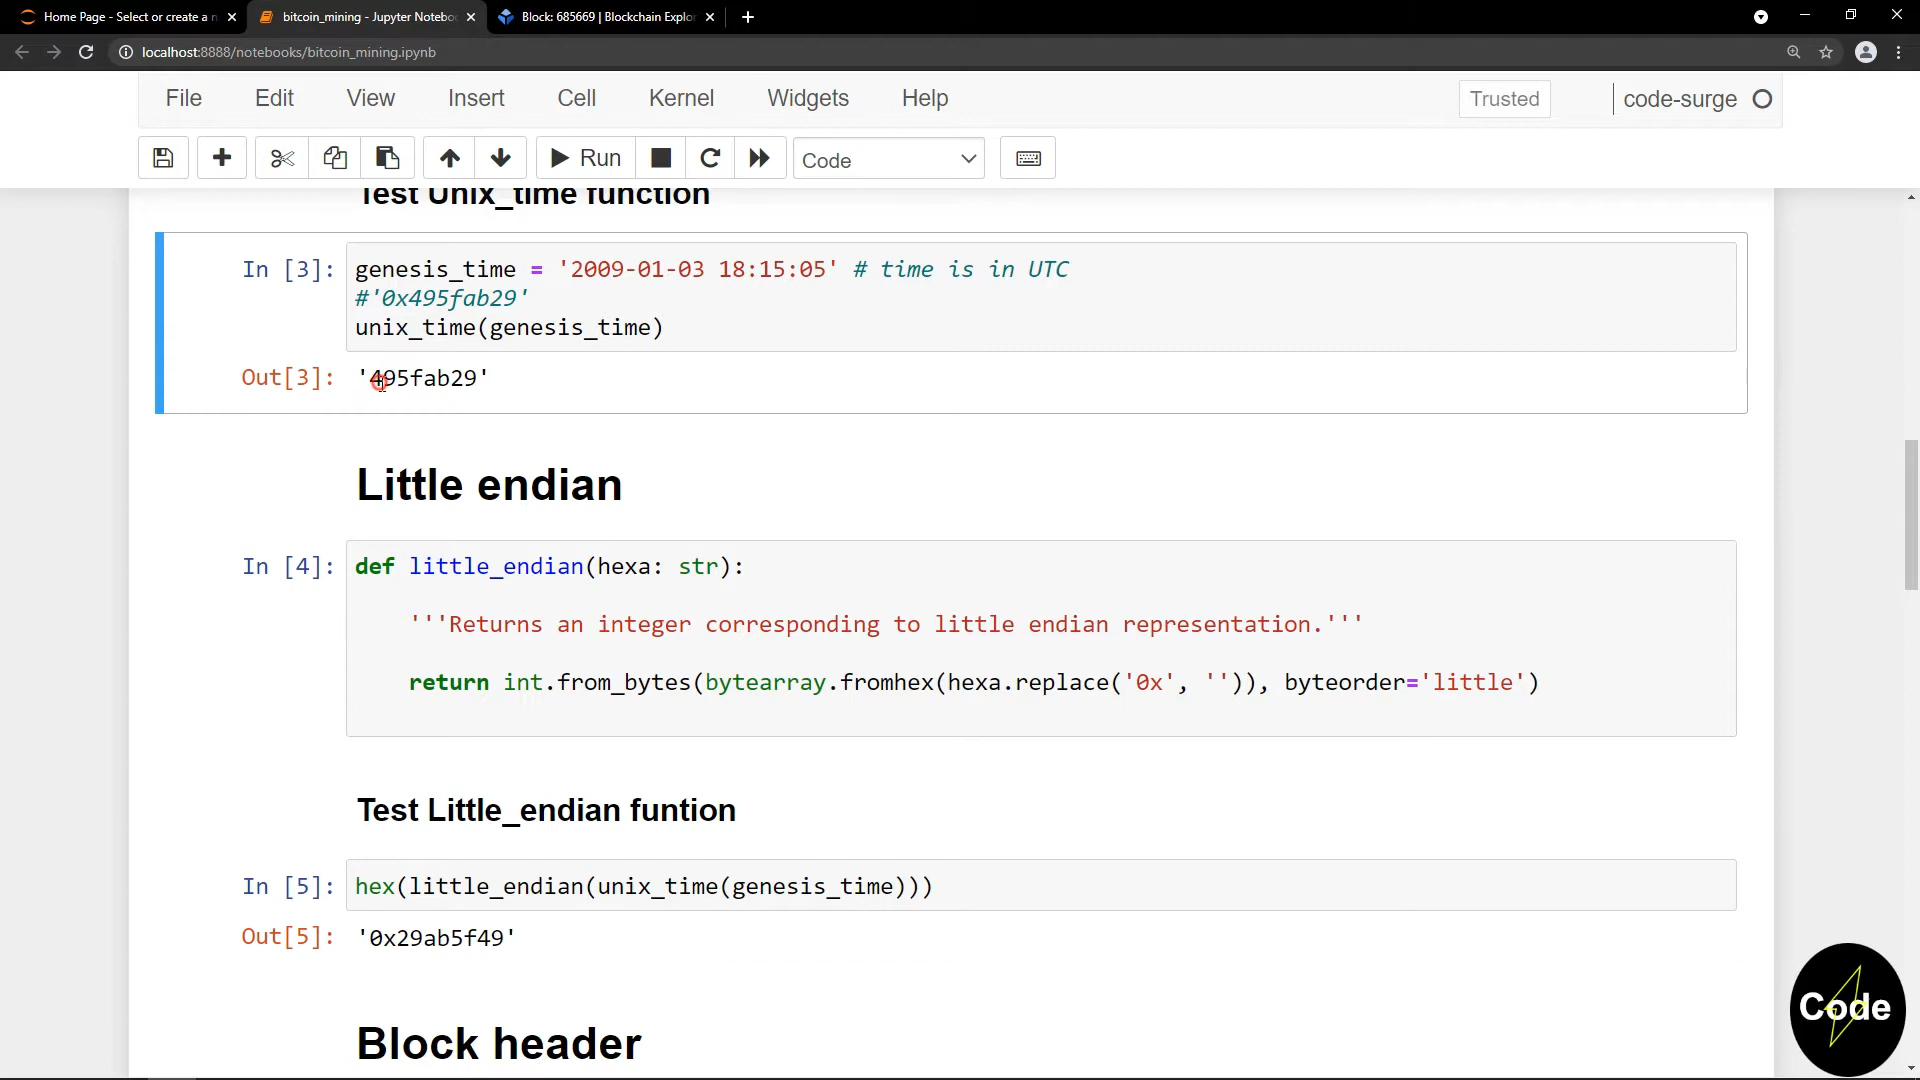 Home Page - Select or create a n
bitcoin_mining - Jupyter Notebo
Block: 685669 | Blockchain Explor
localhost:8888/notebooks/bitcoin_mining.ipynb
File Edit View Insert Cell Kernel Widgets Help Trusted code-surge
Run Code
Test Unix_time function
In [3]: genesis_time = '2009-01-03 18:15:05' # time is in UTC
#'0x495fab29'
unix_time(genesis_time)
Out[3]: '495fab29'
Little endian
In [4]: def little_endian(hexa: str):
'''Returns an integer corresponding to little endian representation.'''
return int.from_bytes(bytearray.fromhex(hexa.replace('0x', '')), byteorder='little')
Test Little_endian funtion
In [5]: hex(little_endian(unix_time(genesis_time)))
Out[5]: '0x29ab5f49'
Code
Block header